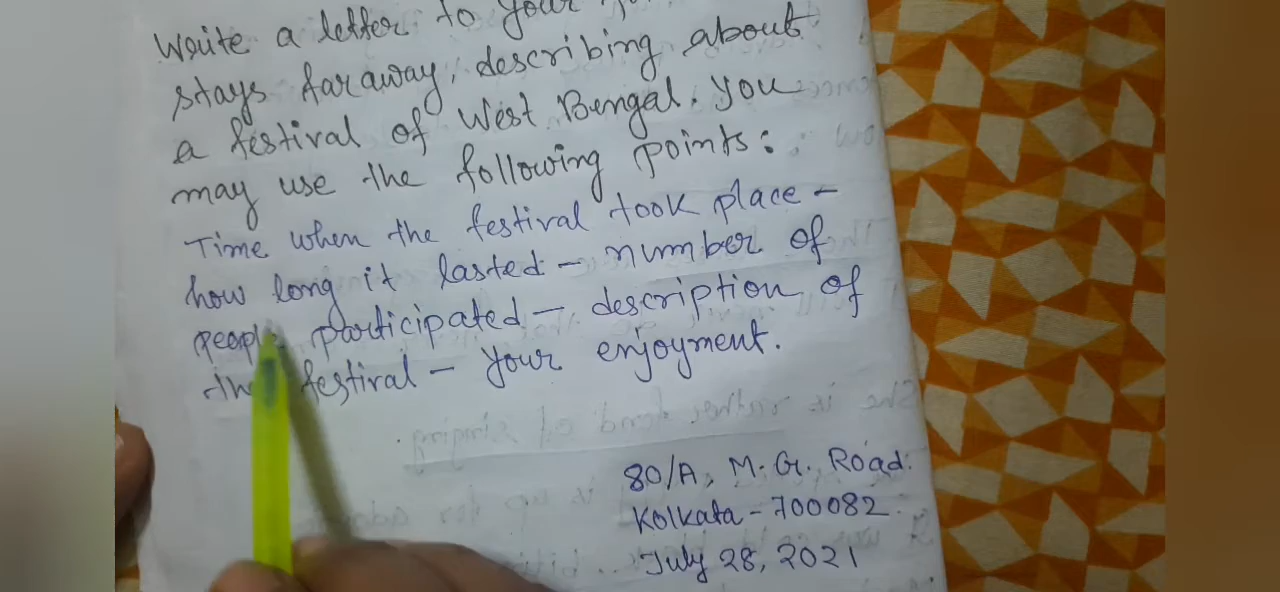 Write a letter to your
stays faraway, describing about
a festival of West Bengal. You
may use the following points:
Time when the festival took place -
how long it lasted - number of
people participated - description of
the festival - your enjoyment.
80/A, M. G. Road.
Kolkata - 700082
July 28, 2021